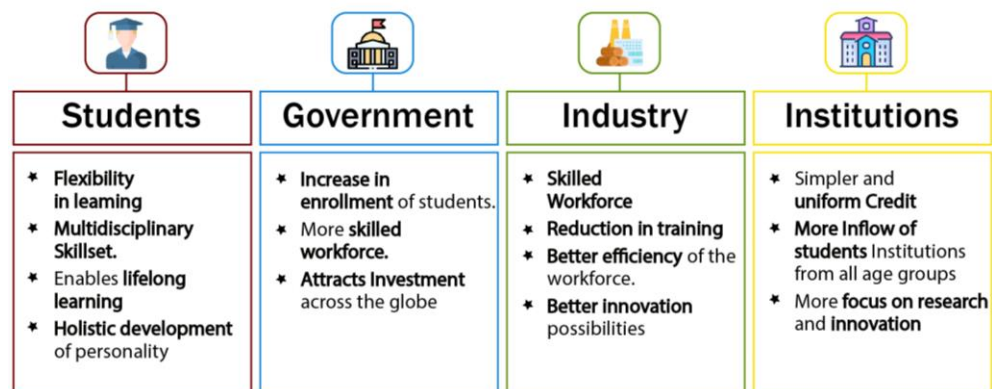 Students
Flexibility
in learning
Multidisciplinary
Skillset.
Enables lifelong
learning
Holistic development
of personality
Government
Increase in
enrollment of students.
More skilled
workforce.
Attracts Investment
across the globe
Industry
Skilled
Workforce
Reduction in training
Better efficiency of the
workforce.
Better innovation
possibilities
Institutions
Simpler and
uniform Credit
More Inflow of
students Institutions
from all age groups
More focus on research
and innovation